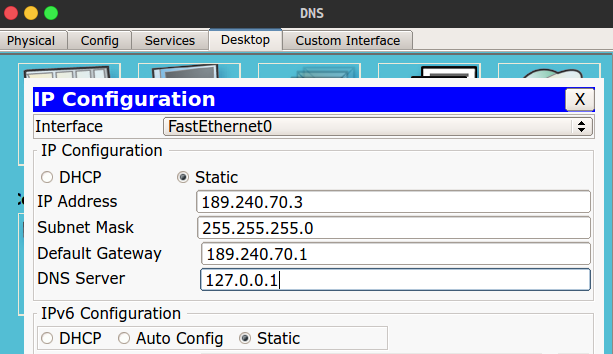 DNS
Physical Config Services Desktop Custom Interface
IP Configuration X
Interface FastEthernet0
IP Configuration
DHCP Static
IP Address 189.240.70.3
Subnet Mask 255.255.255.0
Default Gateway 189.240.70.1
DNS Server 127.0.0.1
IPv6 Configuration
DHCP Auto Config Static